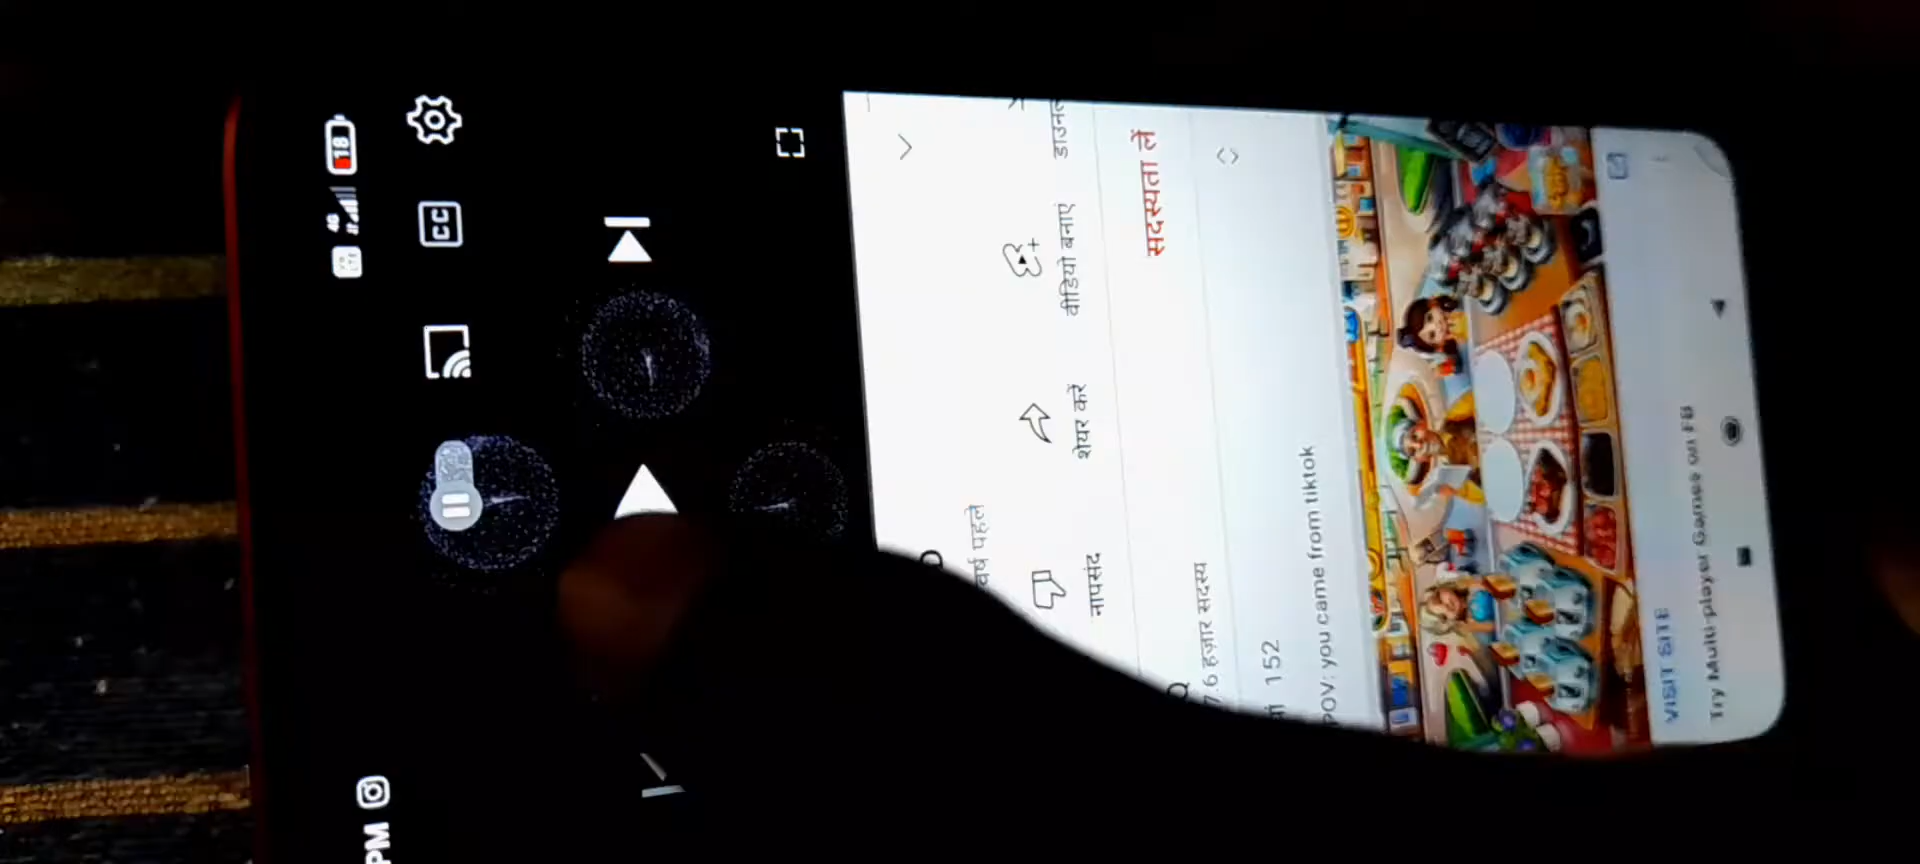 PM
4G 18
CC
वर्ष पहले
नापसंद शेयर करें वीडियो बनाएं
7.6 हज़ार सदस्य सदस्यता लें
152
POV: you came from tiktok
VISIT SITE
Try Multi-player Games on FB